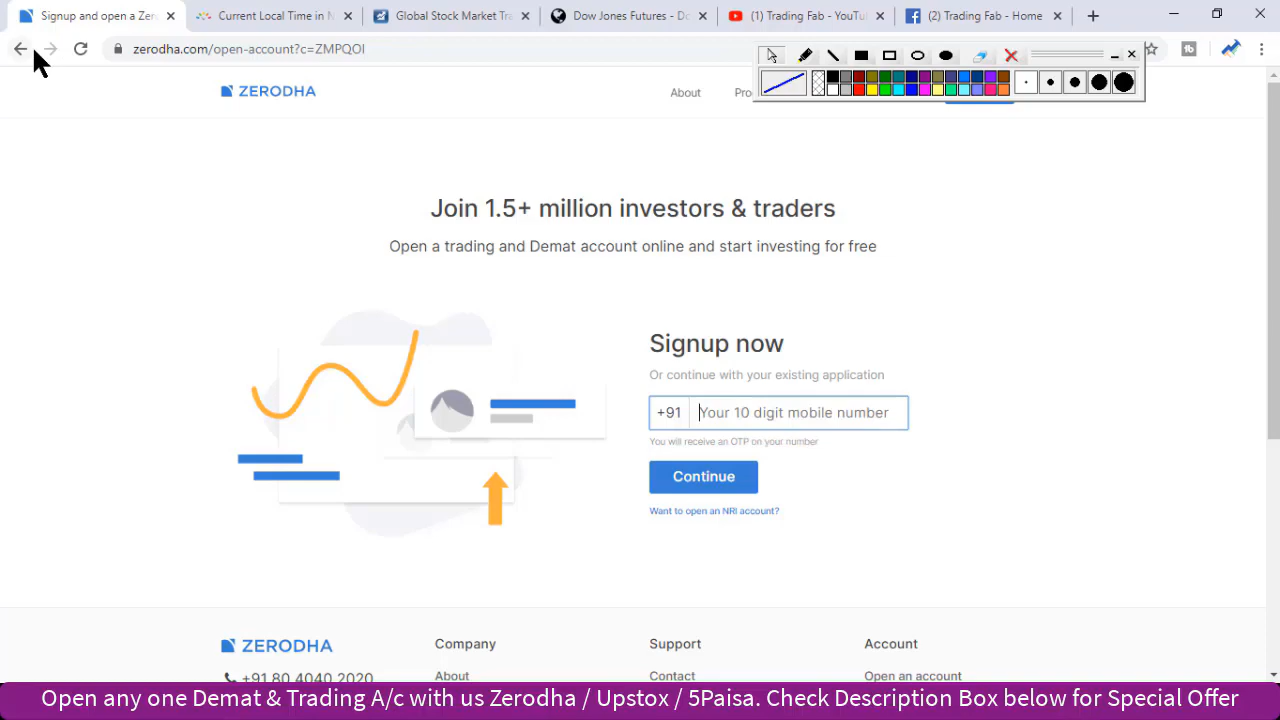 Signup and open a Zer
Current Local Time in N
Global Stock Market Tr
Dow Jones Futures - Do
(1) Trading Fab - YouTu
(2) Trading Fab - Home
zerodha.com/open-account?c=ZMPQOI
ZERODHA
About
Pro
Join 1.5+ million investors & traders
Open a trading and Demat account online and start investing for free
Signup now
Or continue with your existing application
+91 Your 10 digit mobile number
You will receive an OTP on your number
Continue
Want to open an NRI account?
ZERODHA
Company
Support
Account
+91 80 4040 2020
About
Contact
Open an account
Open any one Demat & Trading A/c with us Zerodha / Upstox / 5Paisa. Check Description Box below for Special Offer